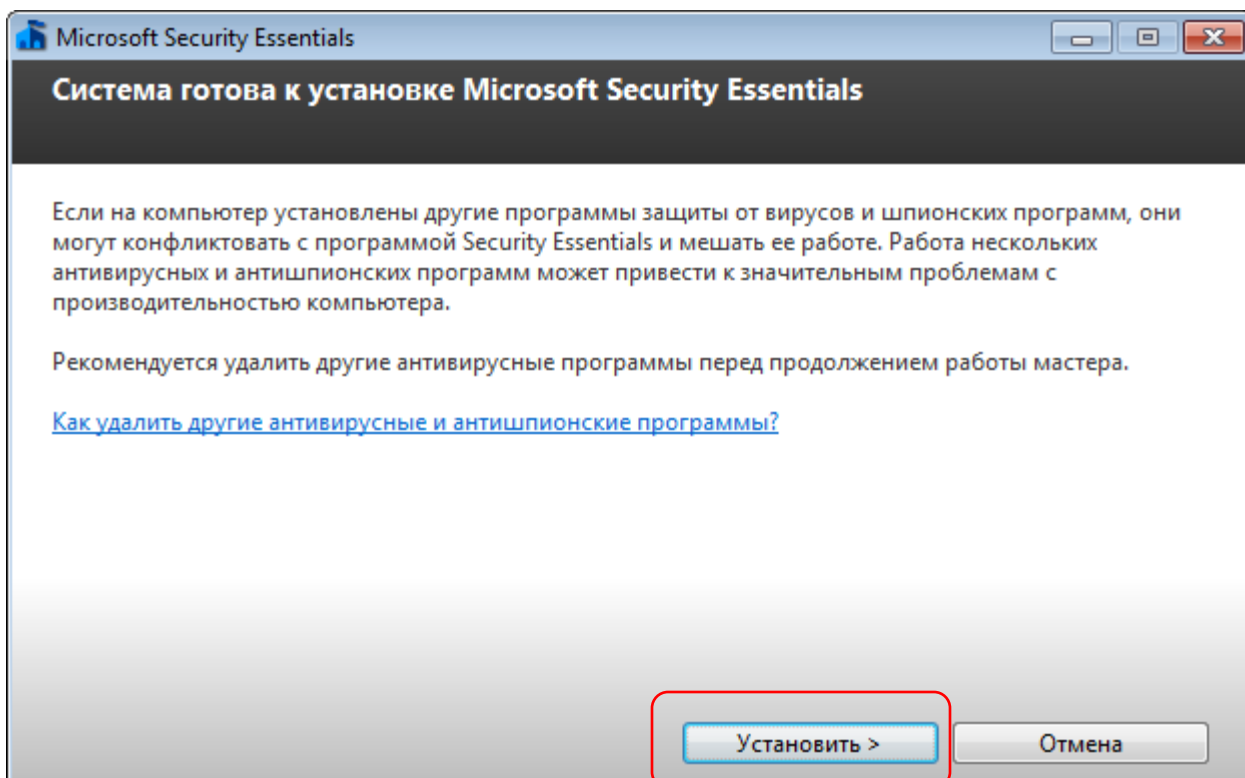 Microsoft Security Essentials
Система готова к установке Microsoft Security Essentials
Если на компьютер установлены другие программы защиты от вирусов и шпионских программ, они
могут конфликтовать с программой Security Essentials и мешать ее работе. Работа нескольких
антивирусных и антишпионских программ может привести к значительным проблемам с
производительностью компьютера.
Рекомендуется удалить другие антивирусные программы перед продолжением работы мастера.
Как удалить другие антивирусные и антишпионские программы?
Установить > Отмена